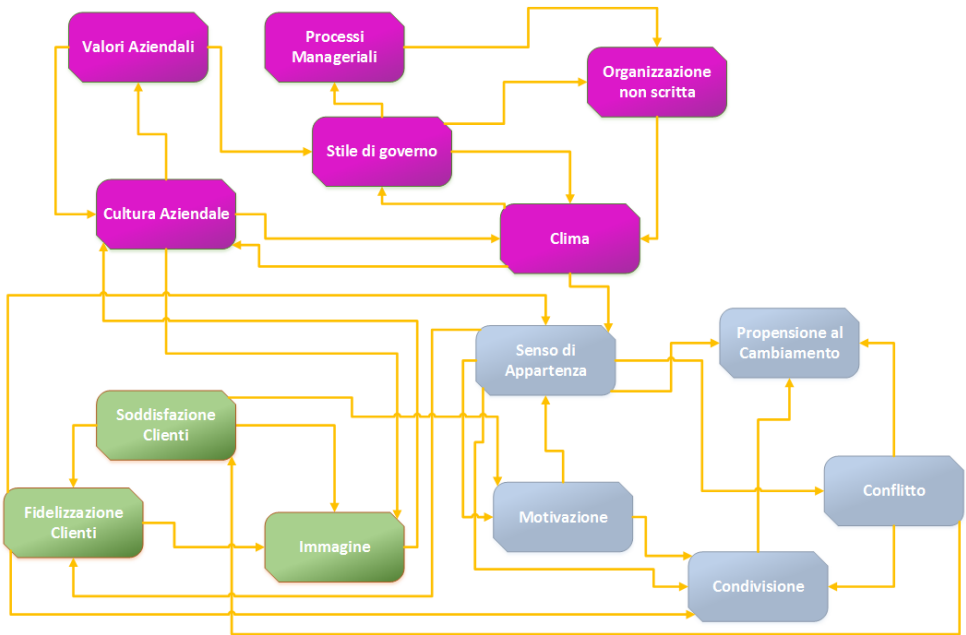 Valori Aziendali
Processi
Manageriali
Organizzazione
non scritta
Stile di governo
Cultura Aziendale
Clima
Senso di
Appartenza
Propensione al
Cambiamento
Soddisfazione
Clienti
Fidelizzazione
Clienti
Immagine
Motivazione
Conflitto
Condivisione